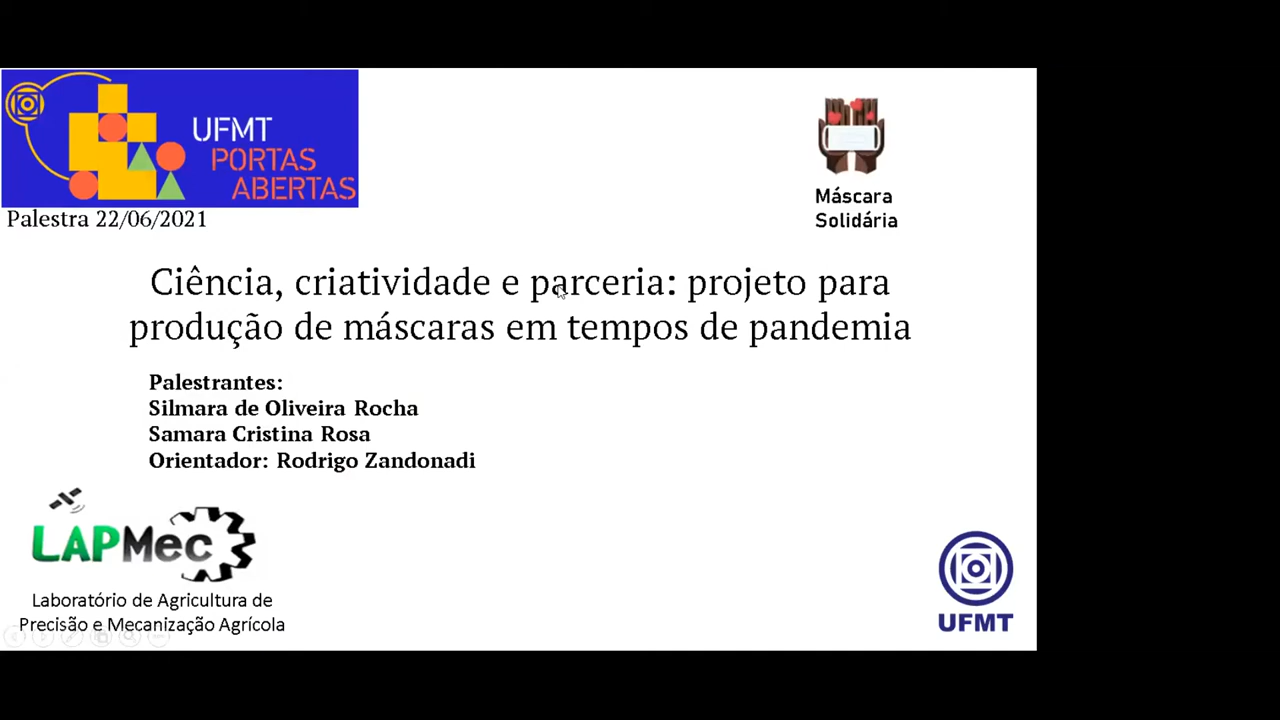 UFMT
PORTAS
ABERTAS
Palestra 22/06/2021
Máscara
Solidária
Ciência, criatividade e parceria: projeto para
produção de máscaras em tempos de pandemia
Palestrantes:
Silmara de Oliveira Rocha
Samara Cristina Rosa
Orientador: Rodrigo Zandonadi
LAPMec
Laboratório de Agricultura de
Precisão e Mecanização Agrícola
UFMT